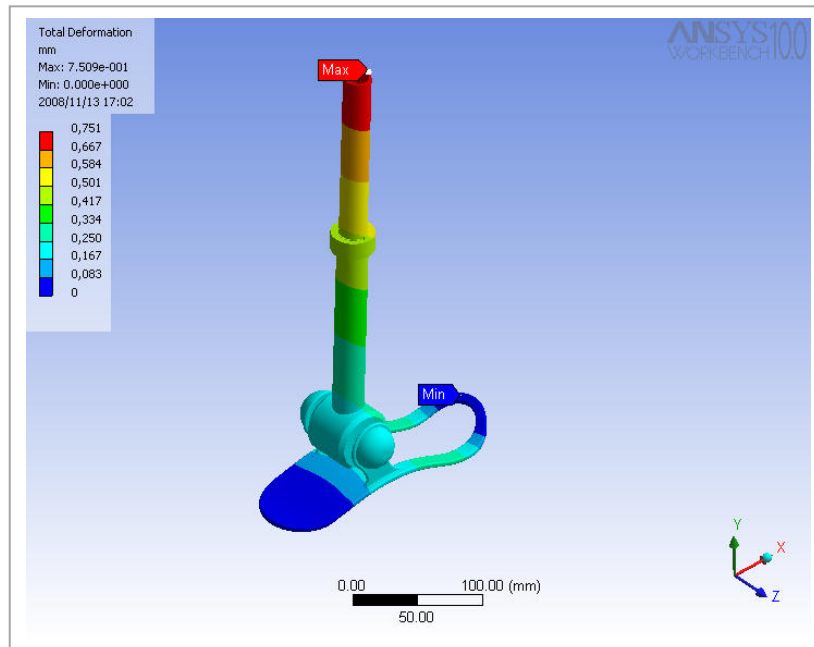 Total Deformation
mm
Max: 7.509e-001
Min: 0.000e+000
2008/11/13 17:02
0,751
0,667
0,584
0,501
0,417
0,334
0,250
0,167
0,083
0
ANSYS 10.0
WORKBENCH
Max
Min
Y
X
Z
0.00 100.00 (mm)
50.00